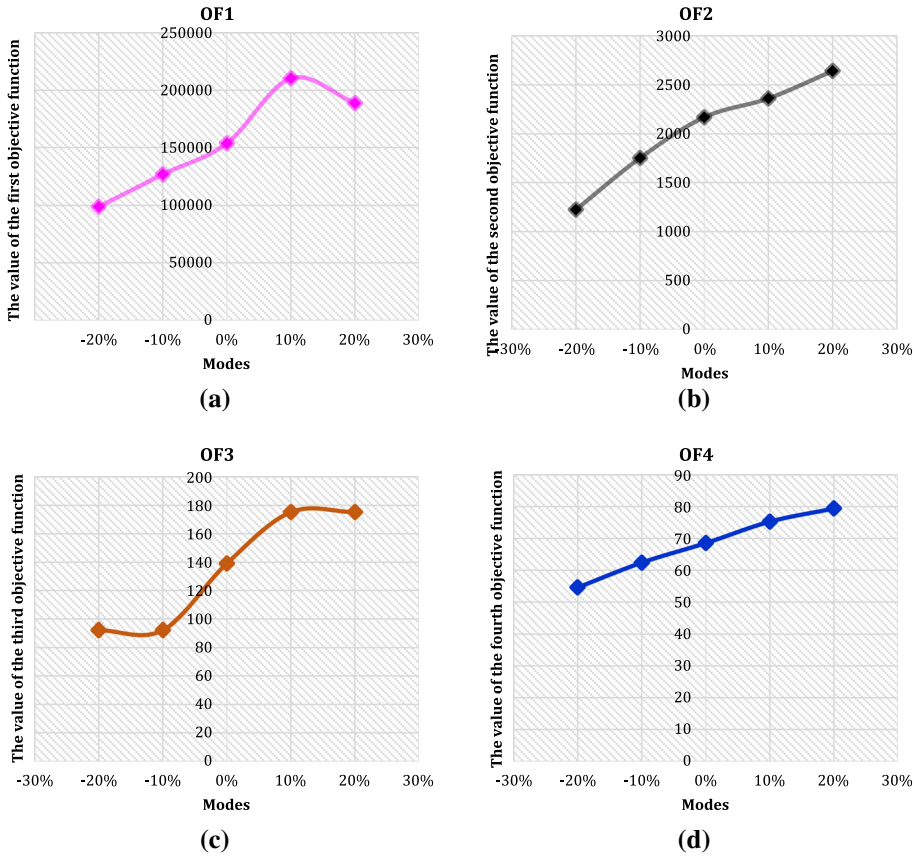 OF1
The value of the first objective function
250000
200000
150000
100000
50000
0
-20% -10% 0% 10% 20% 30%
Modes
(a)
OF2
The value of the second objective function
3000
2500
2000
1500
1000
500
0
-30% -20% -10% 0% 10% 20% 30%
Modes
(b)
OF3
The value of the third objective function
200
180
160
140
120
100
80
60
40
20
0
-30% -20% -10% 0% 10% 20% 30%
Modes
(c)
OF4
The value of the fourth objective function
90
80
70
60
50
40
30
20
10
0
-30% -20% -10% 0% 10% 20% 30%
Modes
(d)